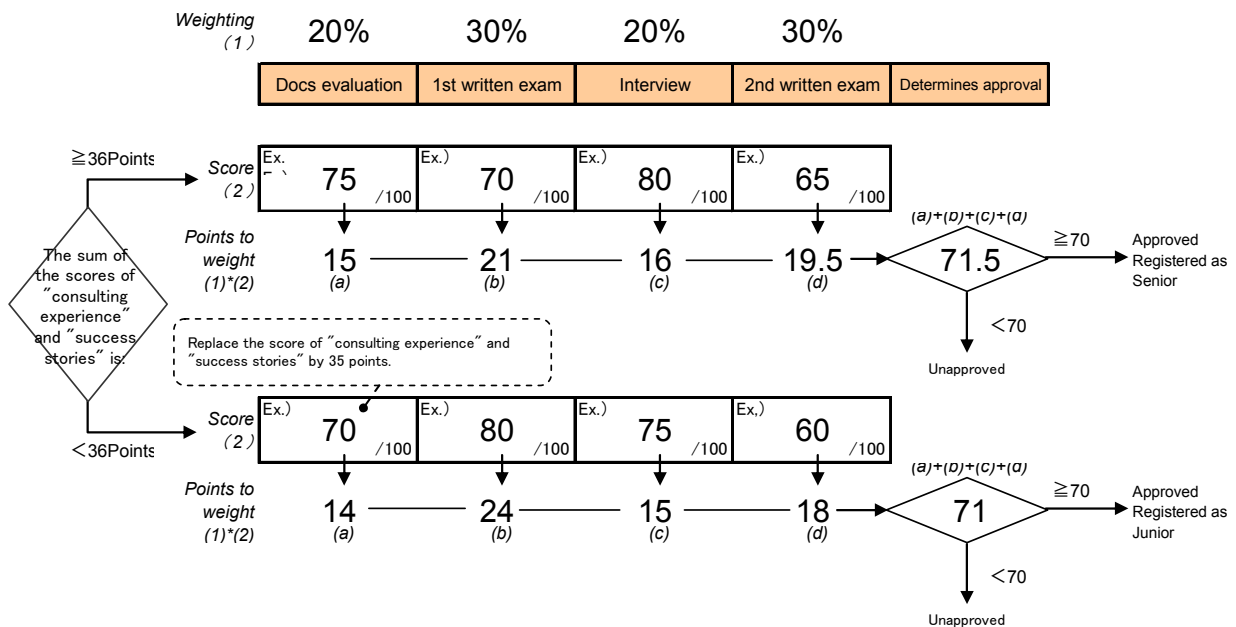 Weighting
(1)
20%
30%
20%
30%
Docs evaluation
1st written exam
Interview
2nd written exam
Determines approval
≧36Points
Score
(2)
Ex.
75
/100
Ex.)
70
/100
Ex.)
80
/100
Ex.)
65
/100
Points to
weight
(1)*(2)
15
(a)
21
(b)
16
(c)
19.5
(d)
(a)+(b)+(c)+(d)
71.5
≧70
Approved
Registered as
Senior
<70
Unapproved
The sum of
the scores of
"consulting
experience"
and "success
stories" is:
Replace the score of "consulting experience" and
"success stories" by 35 points.
<36Points
Score
(2)
Ex.)
70
/100
Ex.)
80
/100
Ex.)
75
/100
Ex,)
60
/100
Points to
weight
(1)*(2)
14
(a)
24
(b)
15
(c)
18
(d)
(a)+(b)+(c)+(d)
71
≧70
Approved
Registered as
Junior
<70
Unapproved